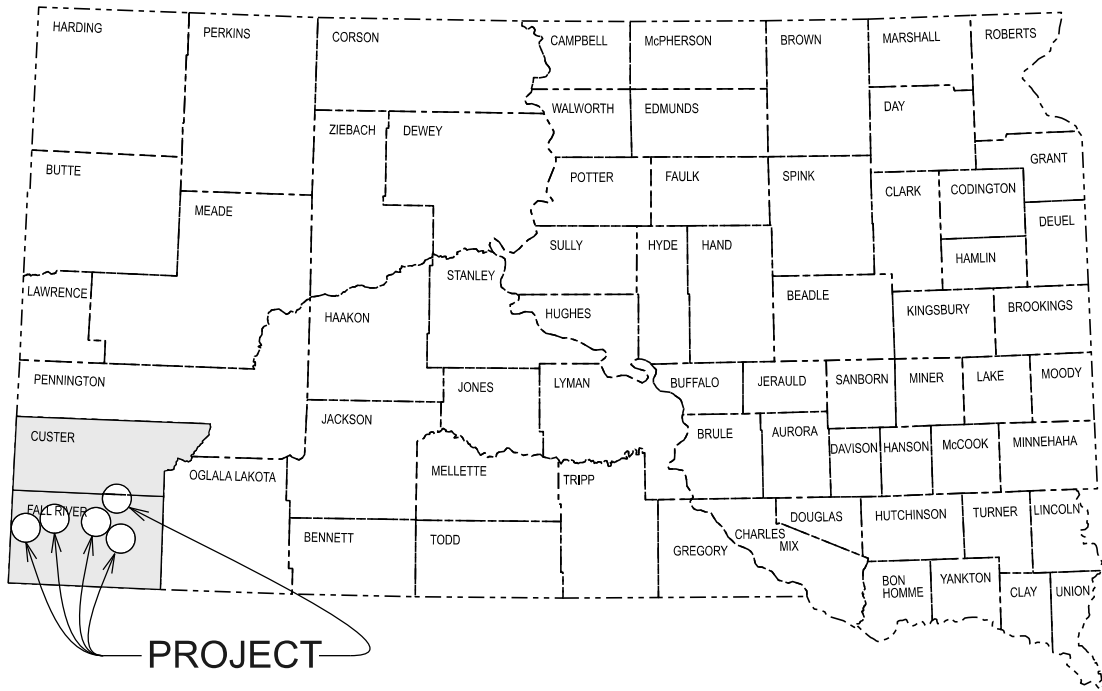 HARDING
PERKINS
CORSON
CAMPBELL
McPHERSON
BROWN
MARSHALL
ROBERTS
WALWORTH
EDMUNDS
DAY
ZIEBACH
DEWEY
GRANT
BUTTE
POTTER
FAULK
SPINK
CLARK
CODINGTON
MEADE
DEUEL
SULLY
HYDE
HAND
HAMLIN
STANLEY
LAWRENCE
BEADLE
HAAKON
HUGHES
KINGSBURY
BROOKINGS
PENNINGTON
JONES
LYMAN
BUFFALO
JERAULD
SANBORN
MINER
LAKE
MOODY
JACKSON
CUSTER
BRULE
AURORA
DAVISON
HANSON
McCOOK
MINNEHAHA
OGLALA LAKOTA
MELLETTE
TRIPP
FALL RIVER
DOUGLAS
HUTCHINSON
TURNER
LINCOLN
BENNETT
TODD
GREGORY
CHARLES
MIX
BON
HOMME
YANKTON
CLAY
UNION
PROJECT